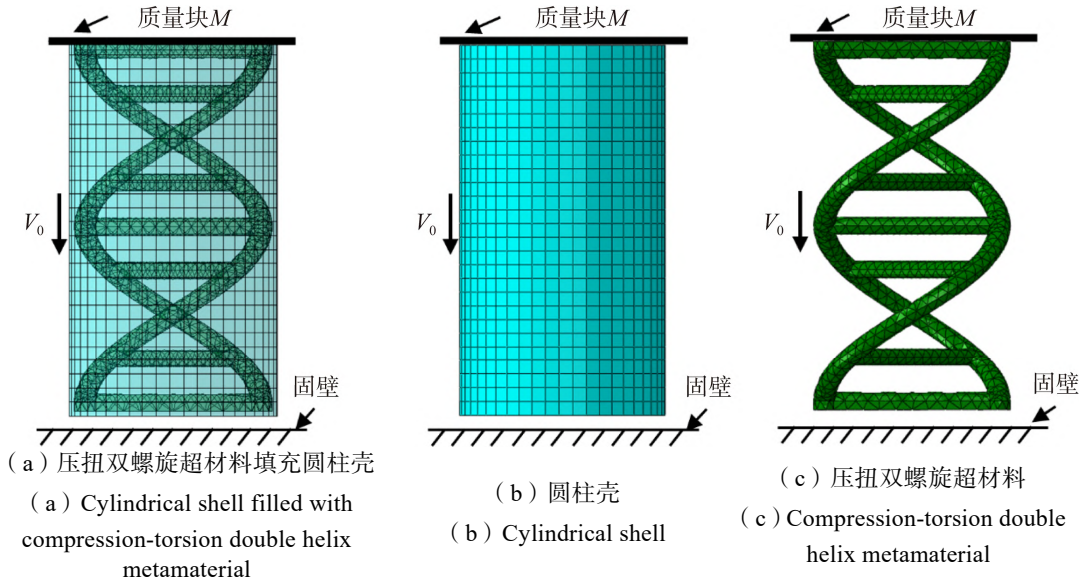 质量块M
V0
固壁
（a）压扭双螺旋超材料填充圆柱壳
（a）Cylindrical shell filled with
compression-torsion double helix
metamaterial
质量块M
V0
（b）圆柱壳
（b）Cylindrical shell
质量块M
V0
固壁
（c）压扭双螺旋超材料
（c）Compression-torsion double
helix metamaterial